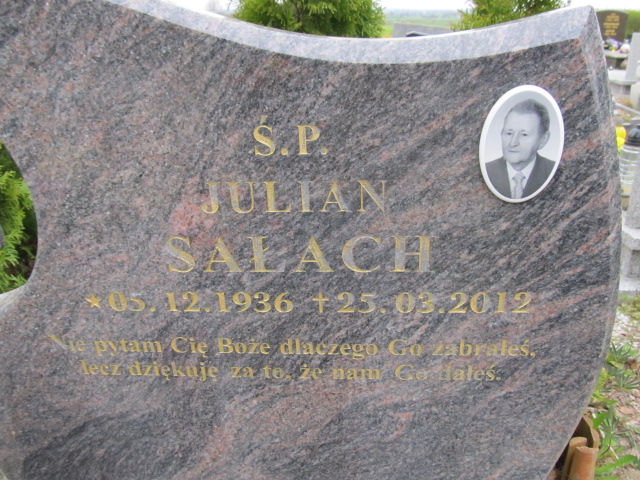 Ś.P.
JULIAN
SAŁACH
*05.12.1936 †25.03.2012
Nie pytam Cię Boże dlaczego Go zabrałeś,
lecz dziękuję za to, że nam Go dałeś.